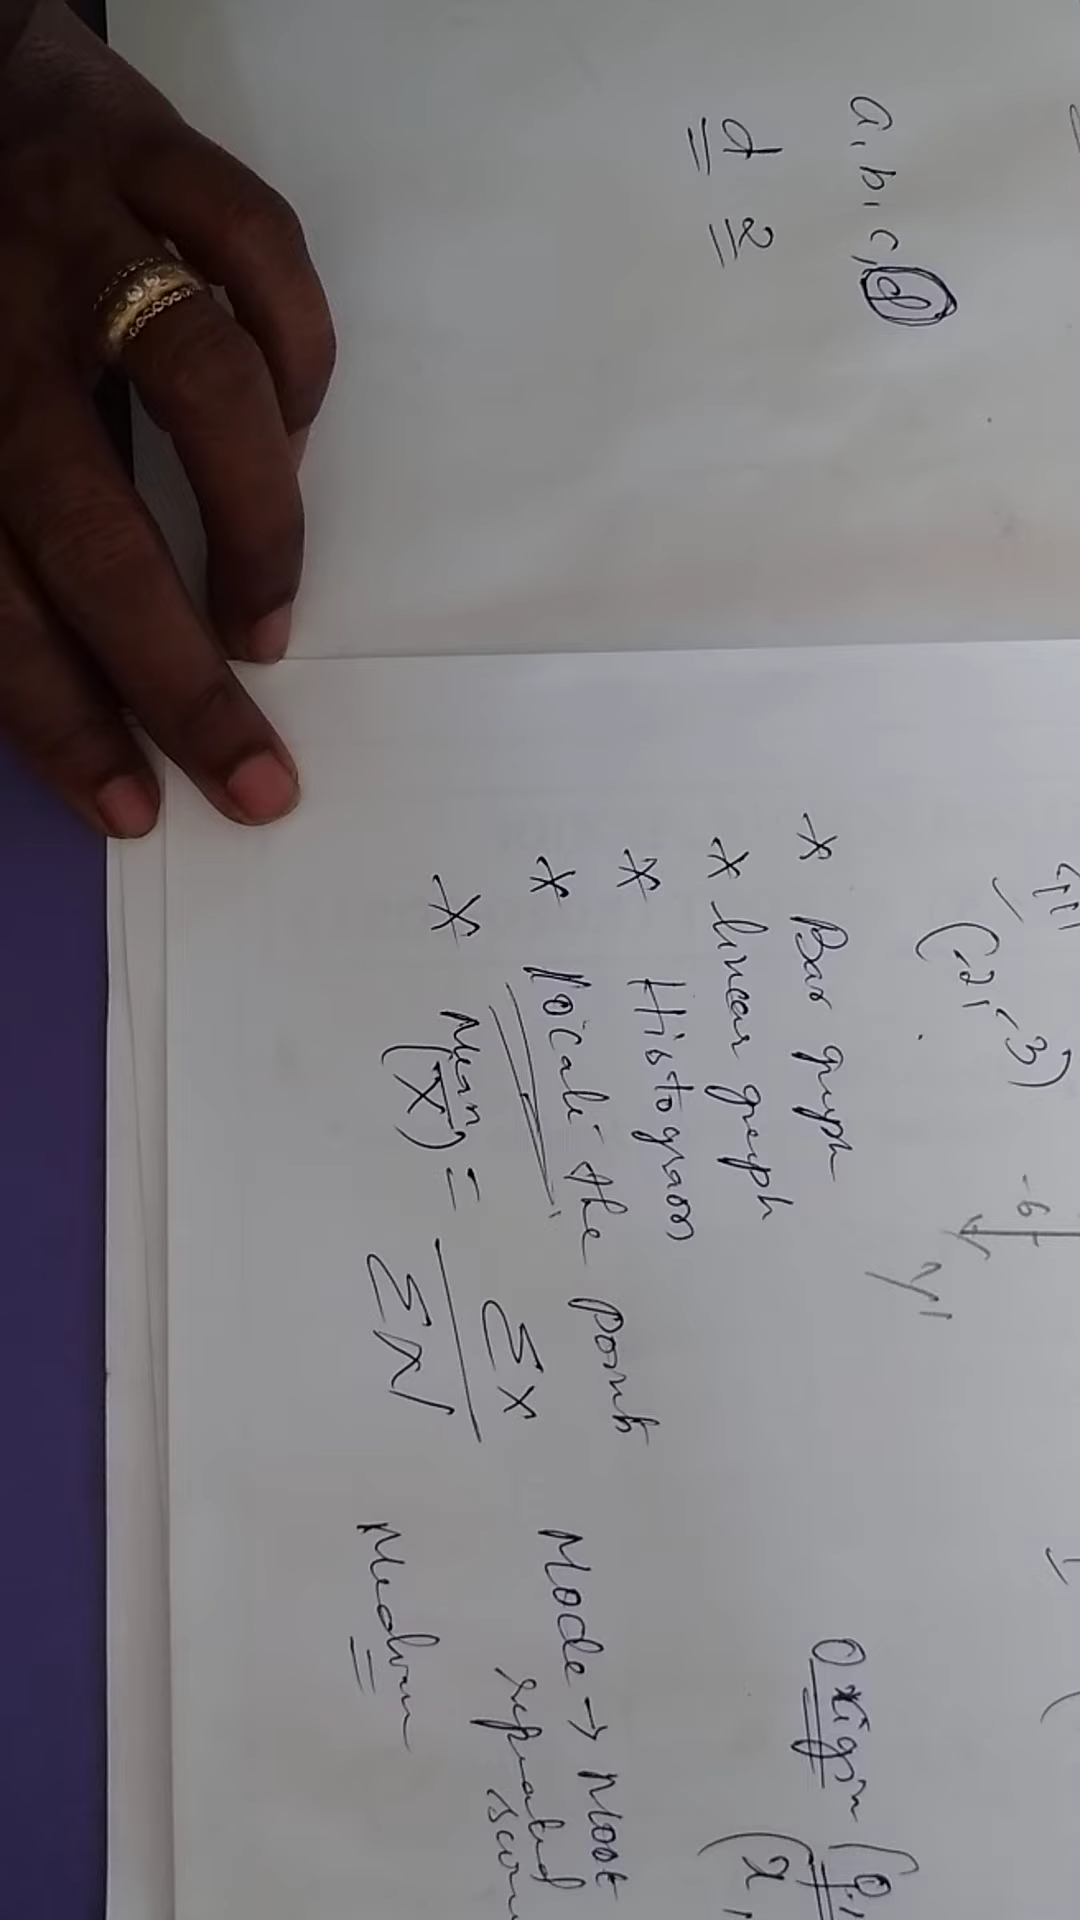 a, b, c, d
d 2
(-2, -3)
-6
y'
* Bar graph
* linear graph
* Histogram
* locate the point
* Mean (X̄) = ΣX / ΣN
Origin (0,
(x,
Mode → Most
repeated
score
Median